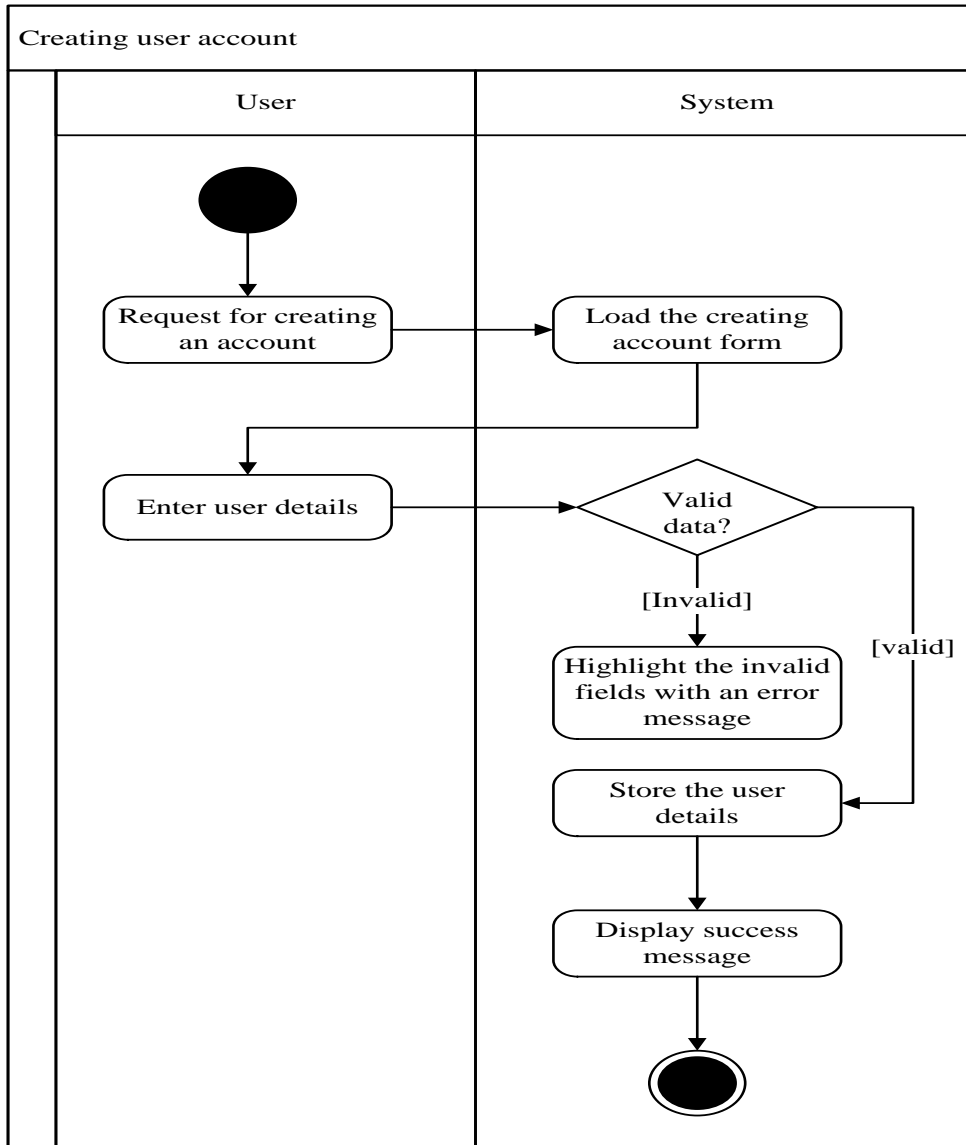 Creating user account
User
System
Request for creating
an account
Load the creating
account form
Enter user details
Valid
data?
[Invalid]
[valid]
Highlight the invalid
fields with an error
message
Store the user
details
Display success
message